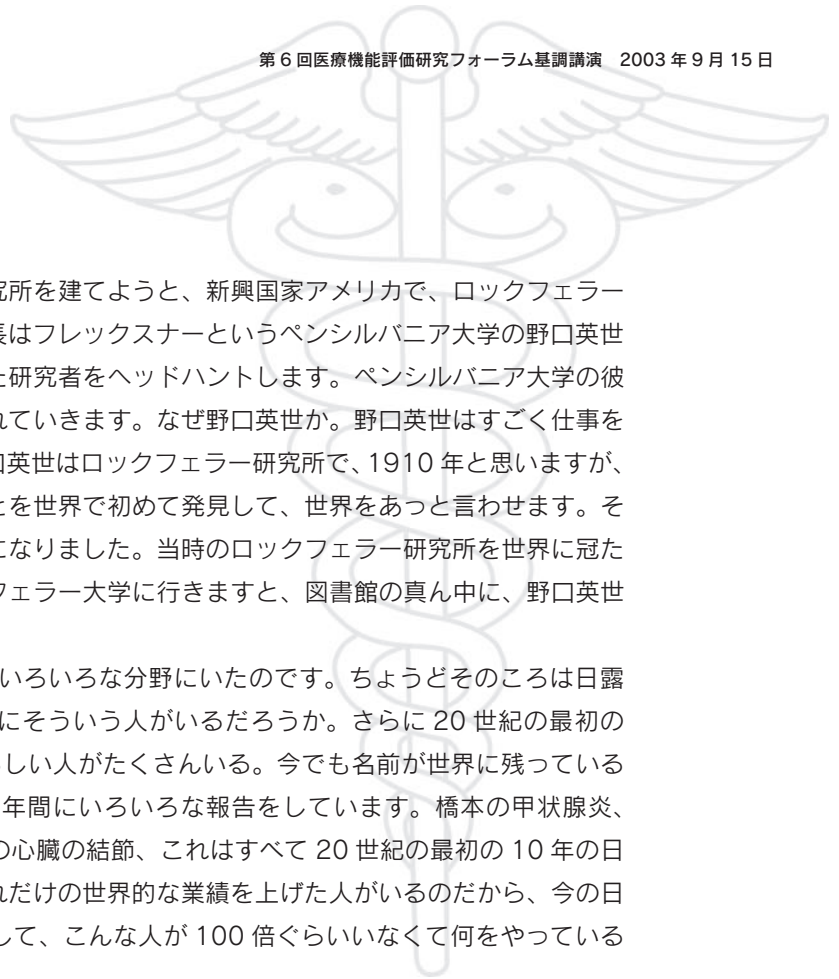 第 6 回医療機能評価研究フォーラム基調講演　2003 年 9 月 15 日
究所を建てようと、新興国家アメリカで、ロックフェラー
長はフレックスナーというペンシルバニア大学の野口英世
た研究者をヘッドハントします。ペンシルバニア大学の彼
れていきます。なぜ野口英世か。野口英世はすごく仕事を
口英世はロックフェラー研究所で、1910 年と思いますが、
とを世界で初めて発見して、世界をあっと言わせます。そ
になりました。当時のロックフェラー研究所を世界に冠た
フェラー大学に行きますと、図書館の真ん中に、野口英世
いろいろな分野にいたのです。ちょうどそのころは日露
にそういう人がいるだろうか。さらに 20 世紀の最初の
らしい人がたくさんいる。今でも名前が世界に残っている
年間にいろいろな報告をしています。橋本の甲状腺炎、
の心臓の結節、これはすべて 20 世紀の最初の 10 年の日
れだけの世界的な業績を上げた人がいるのだから、今の日
して、こんな人が 100 倍ぐらいいなくて何をやっている